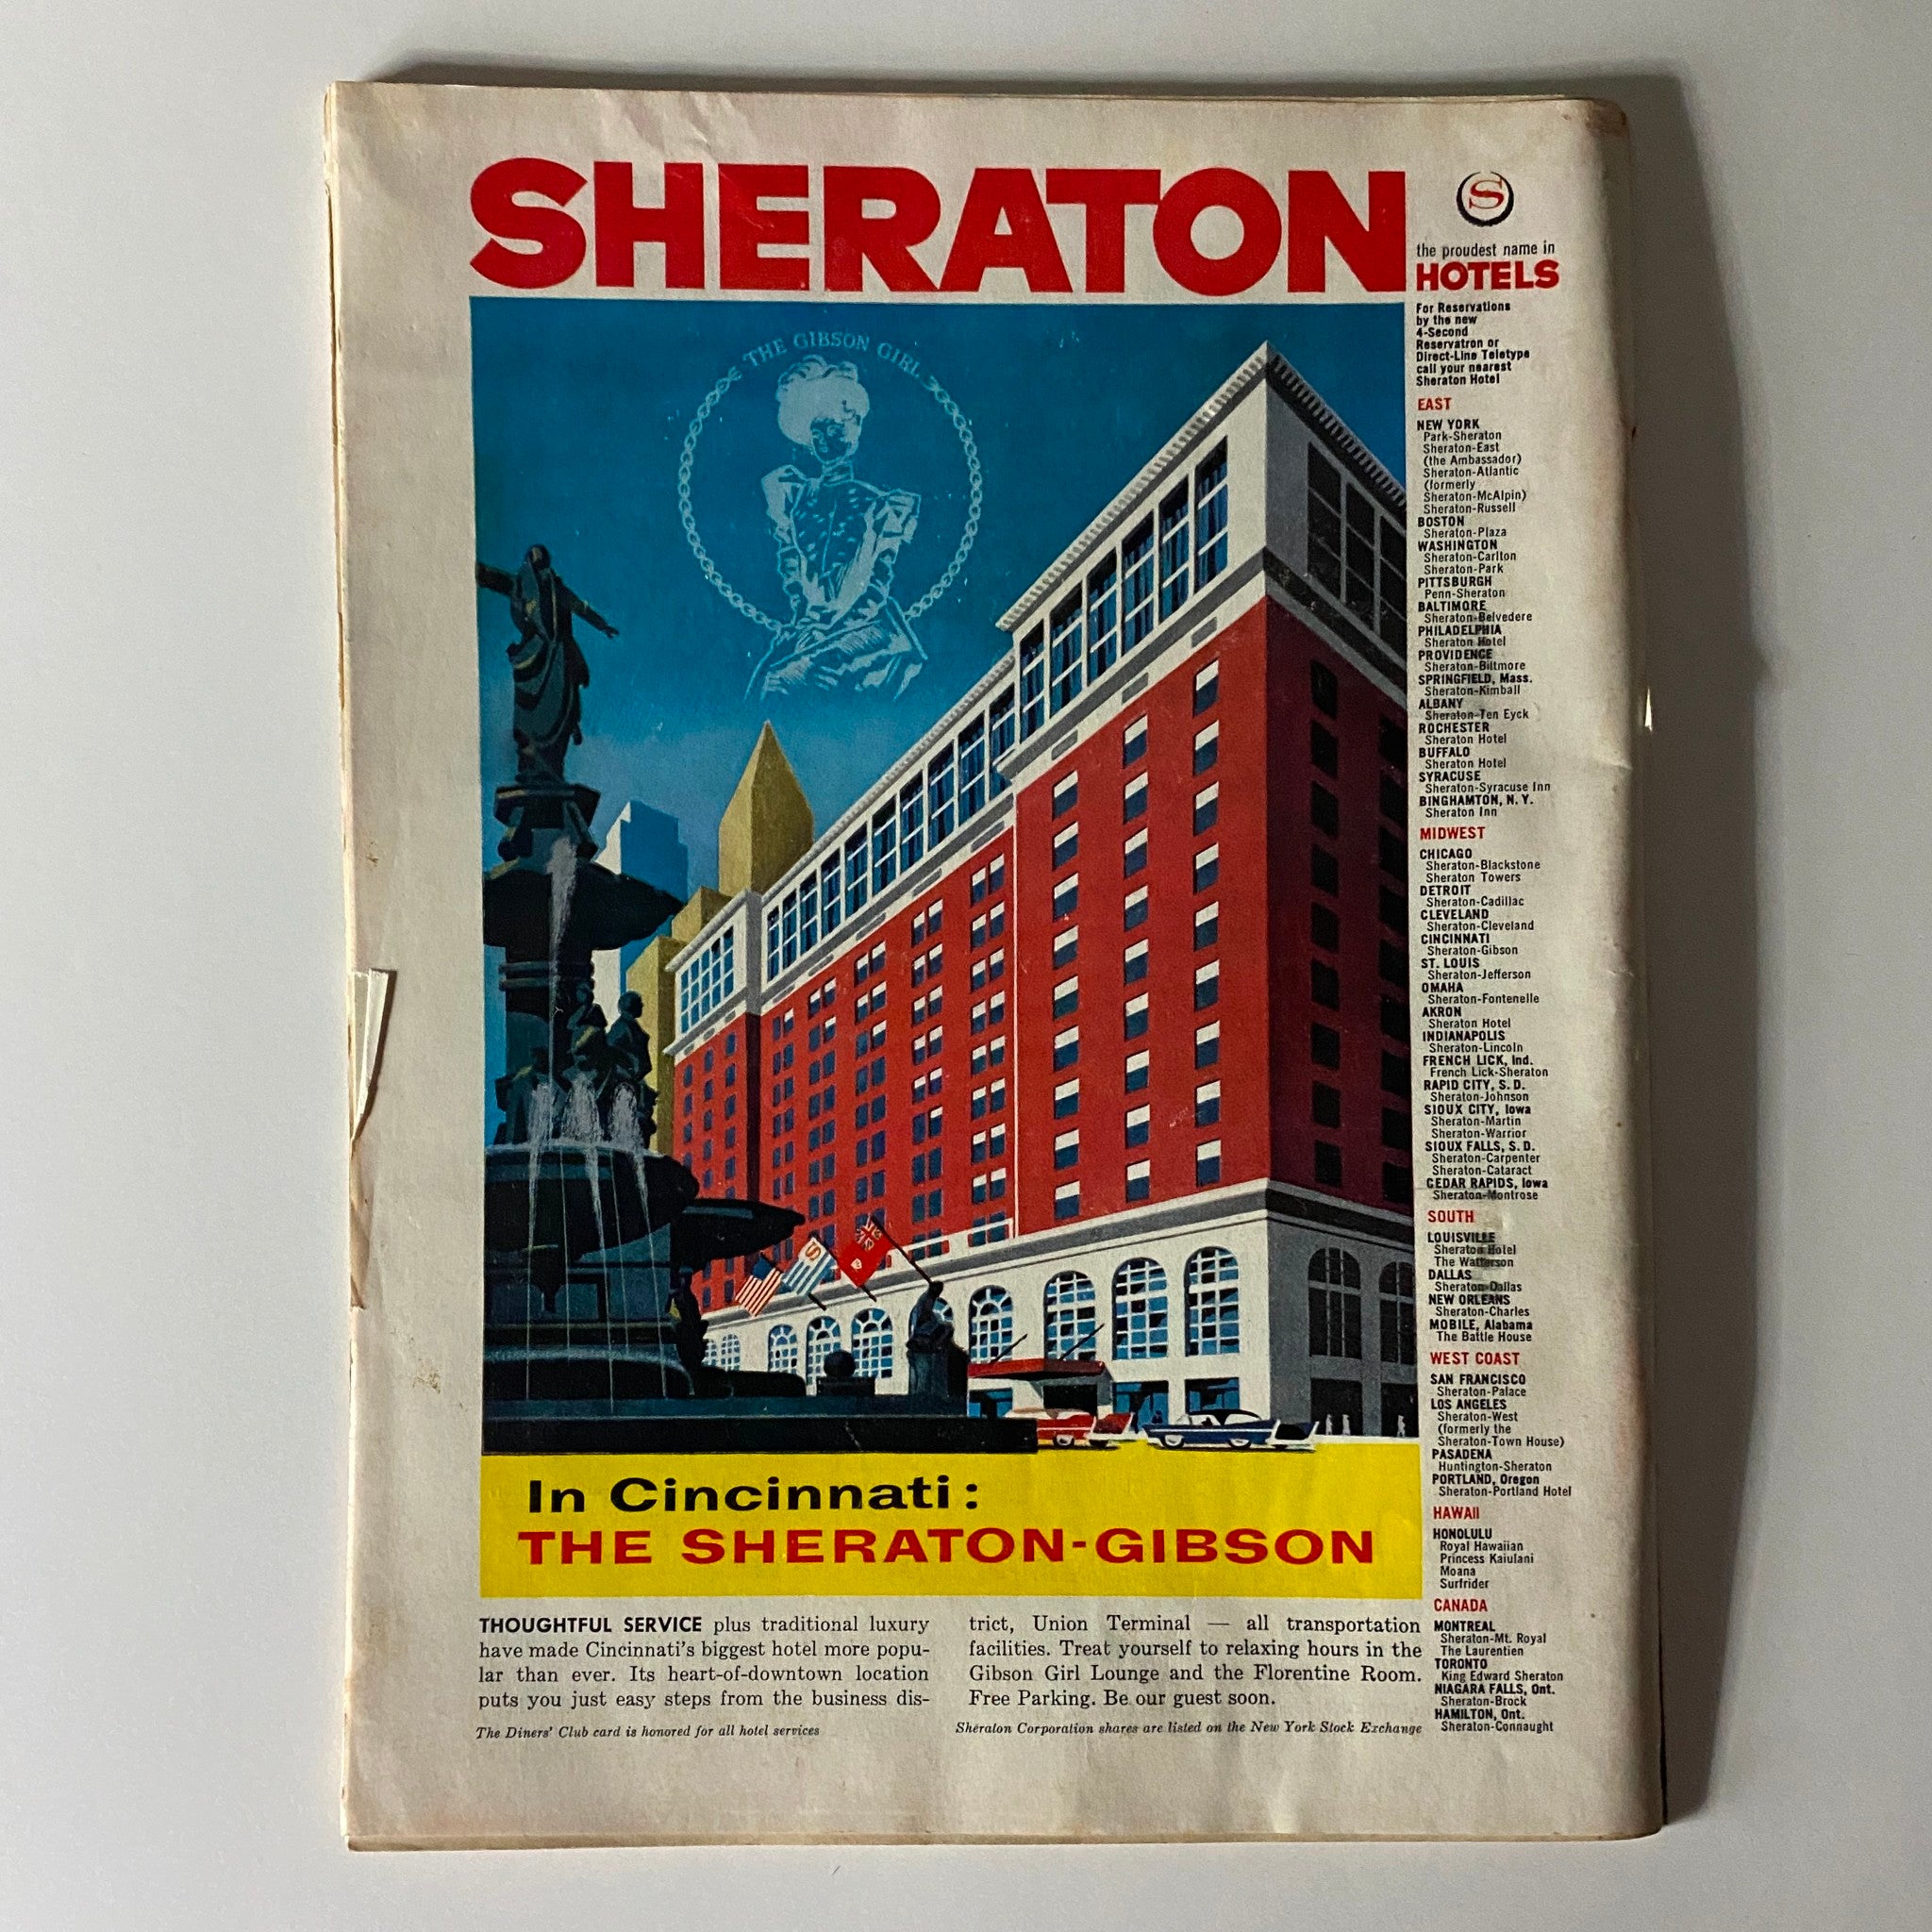 SHERATON
S
the proudest name in
HOTELS
THE GIBSON GIRL
S
In Cincinnati:
THE SHERATON-GIBSON
THOUGHTFUL SERVICE plus traditional luxury
have made Cincinnati's biggest hotel more popu-
lar than ever. Its heart-of-downtown location
puts you just easy steps from the business dis-
trict, Union Terminal — all transportation
facilities. Treat yourself to relaxing hours in the
Gibson Girl Lounge and the Florentine Room.
Free Parking. Be our guest soon.
The Diners' Club card is honored for all hotel services
Sheraton Corporation shares are listed on the New York Stock Exchange
For Reservations
by the new
4-Second
Reservatron or
Direct-Line Teletype
call your nearest
Sheraton Hotel
EAST
NEW YORK
Park-Sheraton
Sheraton-East
(the Ambassador)
Sheraton-Atlantic
(formerly
Sheraton-McAlpin)
Sheraton-Russell
BOSTON
Sheraton-Plaza
WASHINGTON
Sheraton-Carlton
Sheraton-Park
PITTSBURGH
Penn-Sheraton
BALTIMORE
Sheraton-Belvedere
PHILADELPHIA
Sheraton Hotel
PROVIDENCE
Sheraton-Biltmore
SPRINGFIELD, Mass.
Sheraton-Kimball
ALBANY
Sheraton-Ten Eyck
ROCHESTER
Sheraton Hotel
BUFFALO
Sheraton Hotel
SYRACUSE
Sheraton-Syracuse Inn
BINGHAMTON, N. Y.
Sheraton Inn
MIDWEST
CHICAGO
Sheraton-Blackstone
Sheraton Towers
DETROIT
Sheraton-Cadillac
CLEVELAND
Sheraton-Cleveland
CINCINNATI
Sheraton-Gibson
ST. LOUIS
Sheraton-Jefferson
OMAHA
Sheraton-Fontenelle
AKRON
Sheraton Hotel
INDIANAPOLIS
Sheraton-Lincoln
FRENCH LICK, Ind.
French Lick-Sheraton
RAPID CITY, S. D.
Sheraton-Johnson
SIOUX CITY, Iowa
Sheraton-Martin
Sheraton-Warrior
SIOUX FALLS, S. D.
Sheraton-Carpenter
Sheraton-Cataract
CEDAR RAPIDS, Iowa
Sheraton-Montrose
SOUTH
LOUISVILLE
Sheraton Hotel
The Watterson
DALLAS
Sheraton-Dallas
NEW ORLEANS
Sheraton-Charles
MOBILE, Alabama
The Battle House
WEST COAST
SAN FRANCISCO
Sheraton-Palace
LOS ANGELES
Sheraton-West
(formerly the
Sheraton-Town House)
PASADENA
Huntington-Sheraton
PORTLAND, Oregon
Sheraton-Portland Hotel
HAWAII
HONOLULU
Royal Hawaiian
Princess Kaiulani
Moana
Surfrider
CANADA
MONTREAL
Sheraton-Mt. Royal
The Laurentien
TORONTO
King Edward Sheraton
NIAGARA FALLS, Ont.
Sheraton-Brock
HAMILTON, Ont.
Sheraton-Connaught